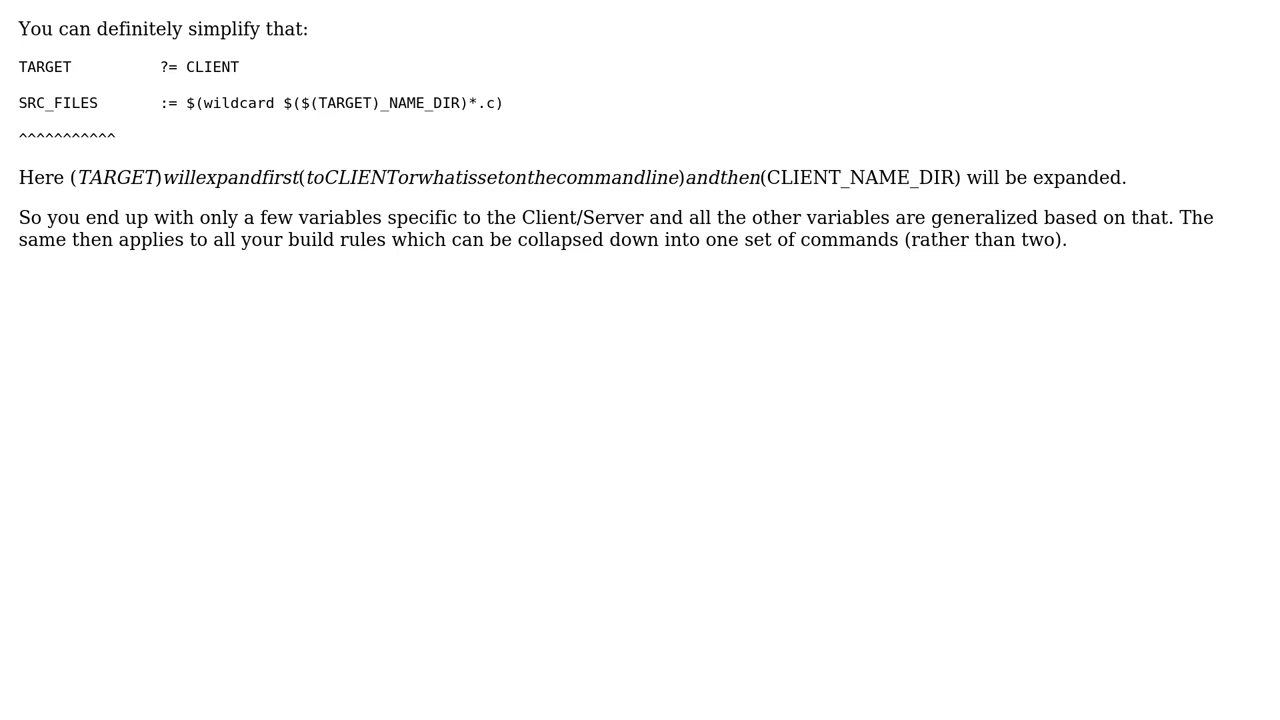 You can definitely simplify that:
TARGET          ?= CLIENT
SRC_FILES       := $(wildcard $($(TARGET)_NAME_DIR)*.c)
^^^^^^^^^^^
Here (TARGET)willexpandfirst(toCLIENTorwhatissetonthecommandline)andthen(CLIENT_NAME_DIR) will be expanded.
So you end up with only a few variables specific to the Client/Server and all the other variables are generalized based on that. The
same then applies to all your build rules which can be collapsed down into one set of commands (rather than two).